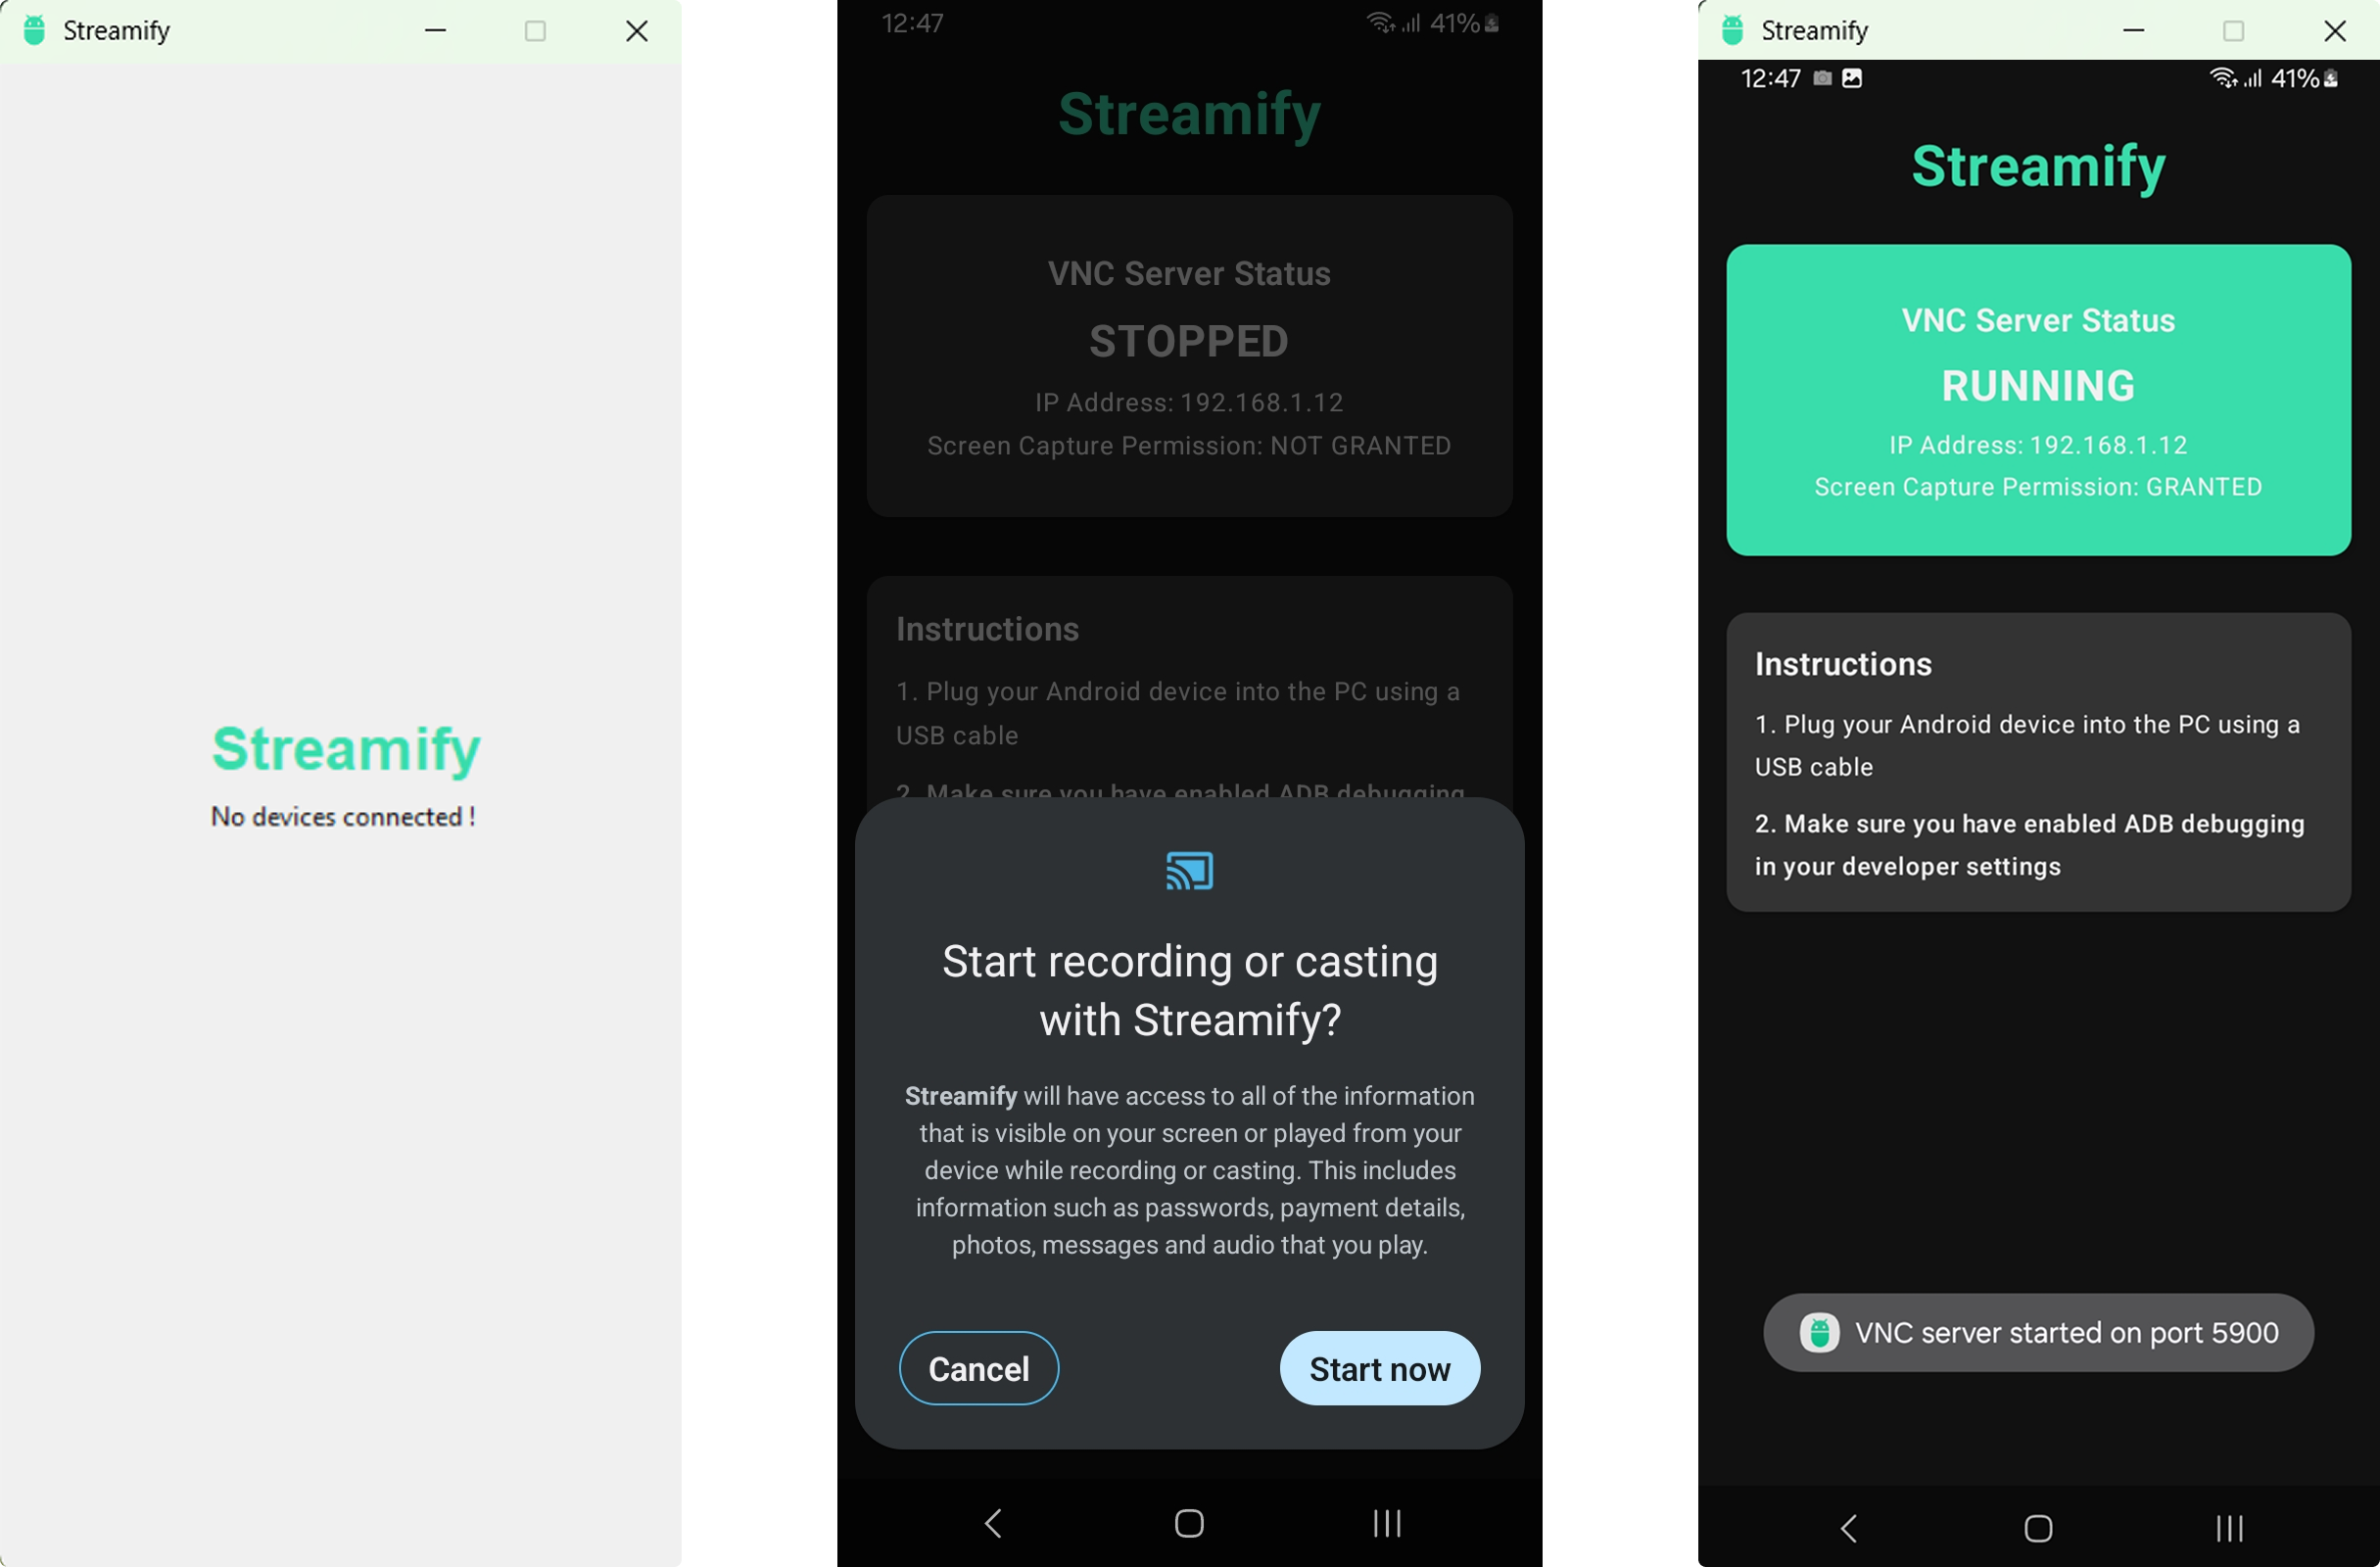 Streamify
Streamify
No devices connected !
12:47
41%
Streamify
VNC Server Status
STOPPED
IP Address: 192.168.1.12
Screen Capture Permission: NOT GRANTED
Instructions
1. Plug your Android device into the PC using a
USB cable
2. Make sure you have enabled ADB debugging
Start recording or casting
with Streamify?
Streamify will have access to all of the information
that is visible on your screen or played from your
device while recording or casting. This includes
information such as passwords, payment details,
photos, messages and audio that you play.
Cancel
Start now
Streamify
12:47
41%
Streamify
VNC Server Status
RUNNING
IP Address: 192.168.1.12
Screen Capture Permission: GRANTED
Instructions
1. Plug your Android device into the PC using a
USB cable
2. Make sure you have enabled ADB debugging
in your developer settings
VNC server started on port 5900